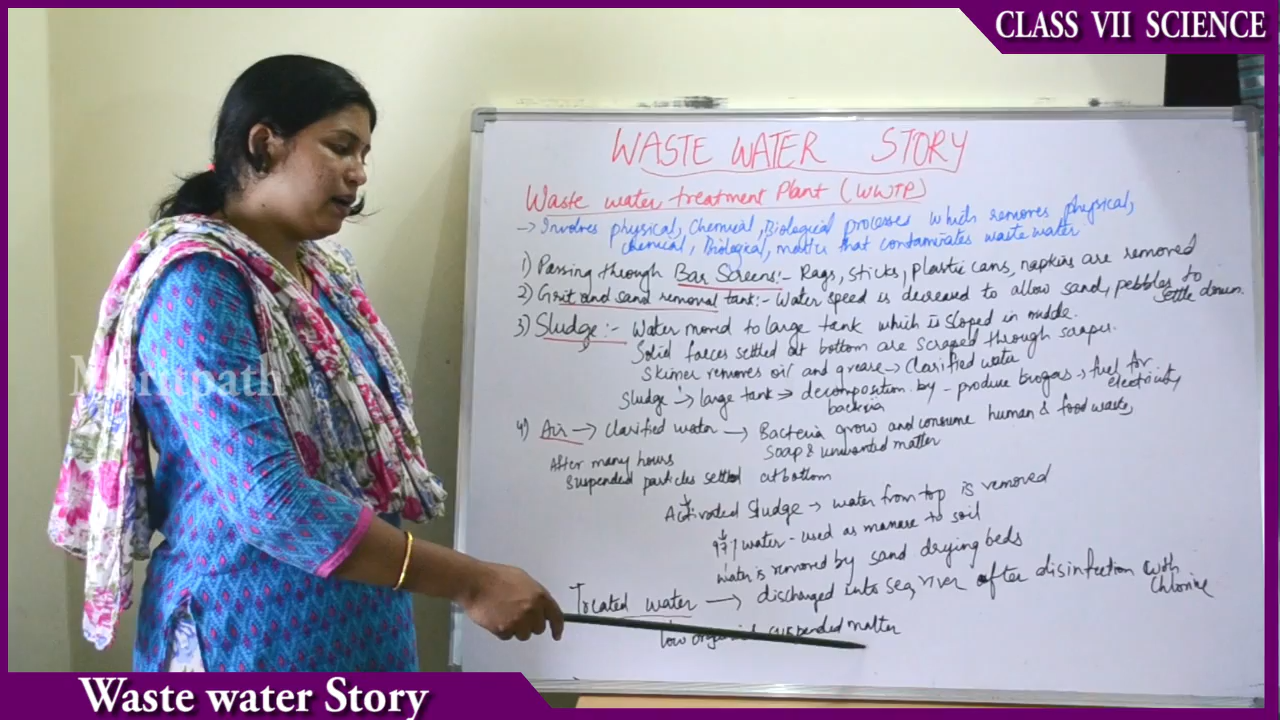 CLASS VII SCIENCE
WASTE WATER STORY
Waste water treatment Plant (WWTP)
→ Involves physical, Chemical, Biological processes which removes physical,
chemical, Biological, matter that contaminates waste water
1) Passing through Bar Screens:- Rags, sticks, plastic cans, napkins are removed
2) Grit and sand removal tank:- Water speed is decreased to allow sand, pebbles to
settle down.
3) Sludge:- Water moved to large tank which is sloped in middle.
Solid faeces settled at bottom are scraped through scraper.
Skimer removes oil and grease → Clarified water
Sludge → large tank → decomposition by - produce biogas → fuel for
bacteria electricity
4) Air → Clarified water → Bacteria grow and consume human & food waste,
soap & unwanted matter
After many hours
Suspended particles settled at bottom
Activated Sludge → water from top is removed
97% water - used as manure to soil
water is removed by sand drying beds
Treated water → discharged into sea, river after disinfection with
Chlorine
low organic suspended matter
Meritpath
Waste water Story